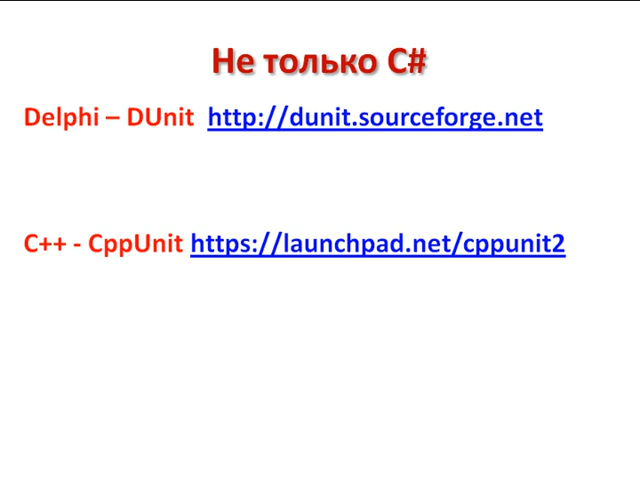 Не только C#
Delphi – DUnit http://dunit.sourceforge.net
C++ - CppUnit https://launchpad.net/cppunit2